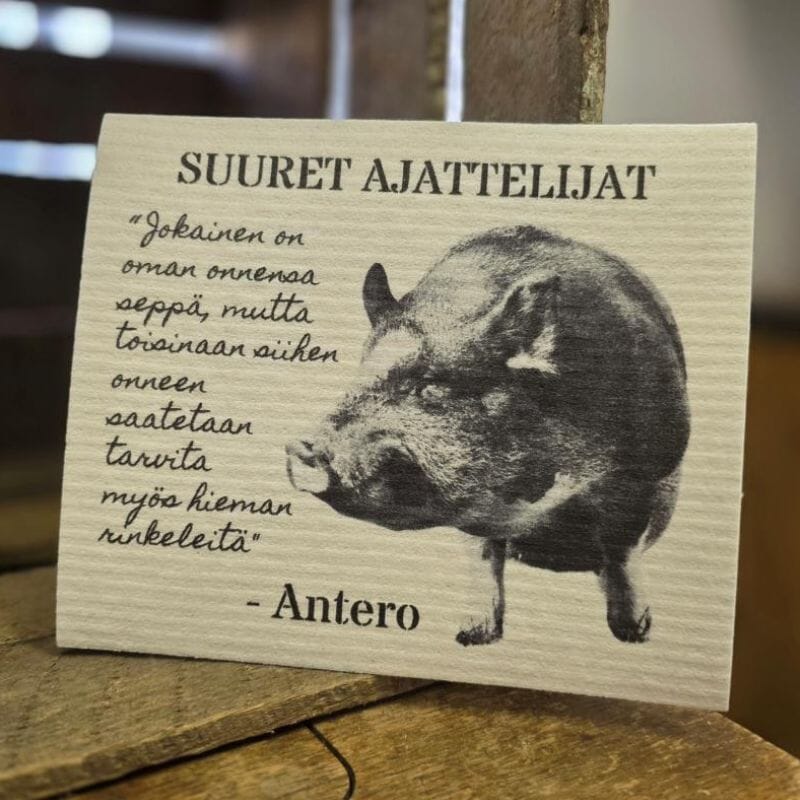 SUURET AJATTELIJAT
"Jokainen on
oman onnensa
seppä, mutta
toisinaan siihen
onneen
saatetaan
tarvita
myös hieman
rinkeleitä"
- Antero